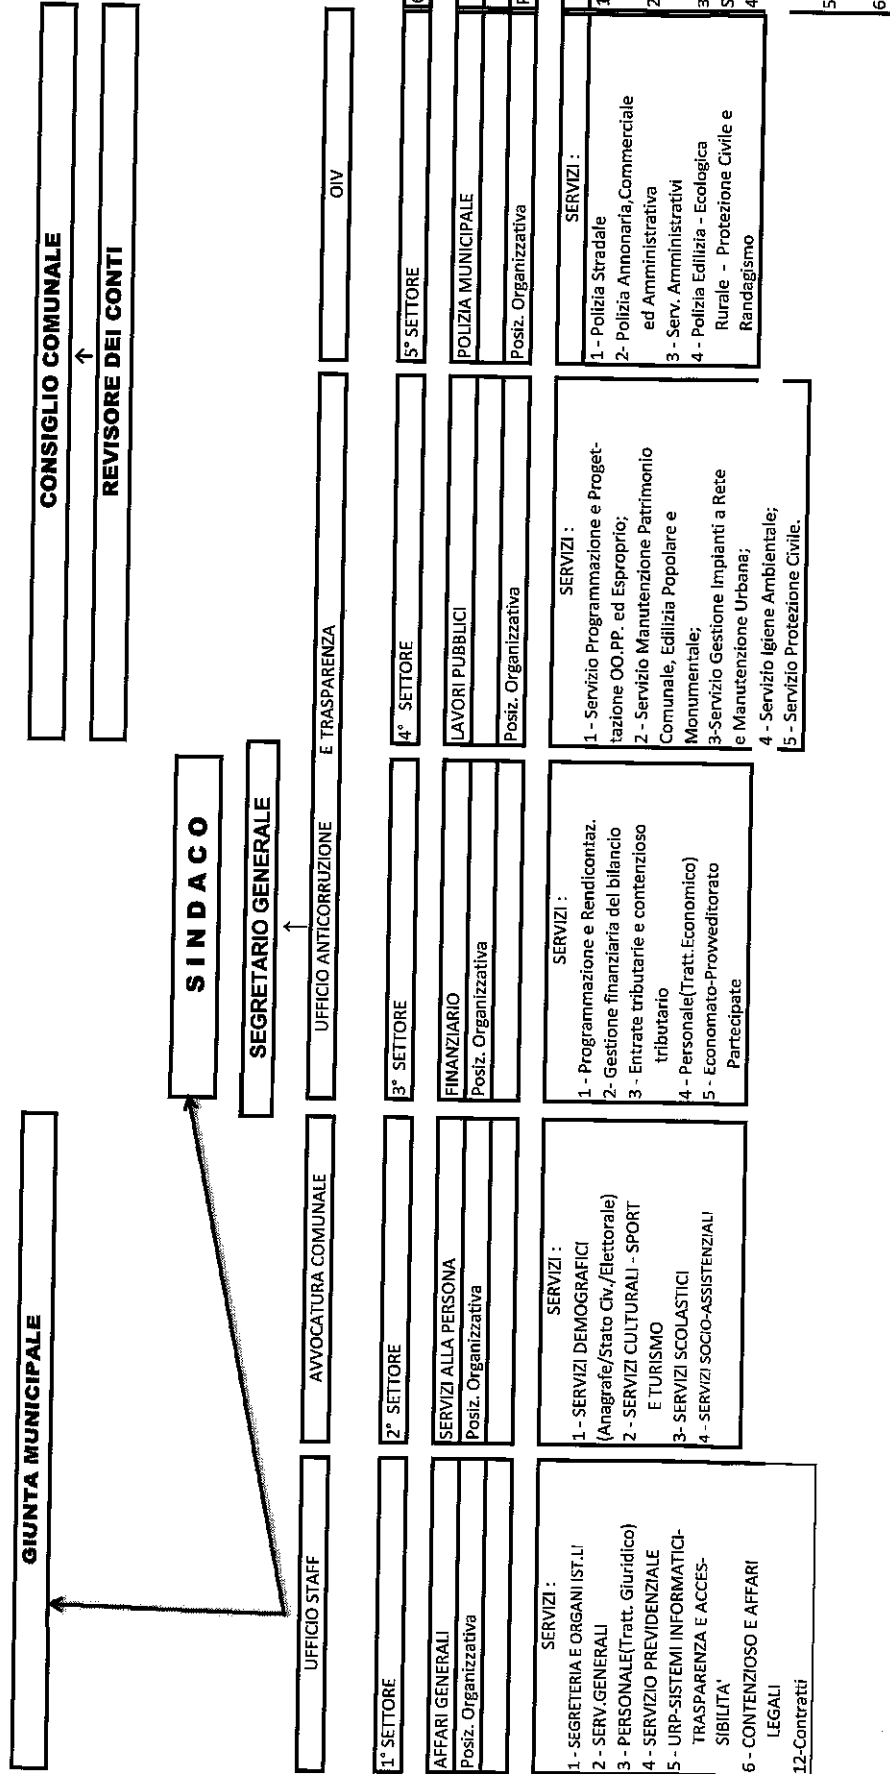 GIUNTA MUNICIPALE
CONSIGLIO COMUNALE
↑
REVISORE DEI CONTI
SINDACO
SEGRETARIO GENERALE
↑
UFFICIO STAFF
AVVOCATURA COMUNALE
UFFICIO ANTICORRUZIONE E TRASPARENZA
OIV
1° SETTORE
AFFARI GENERALI
Posiz. Organizzativa
SERVIZI :
1 - SEGRETERIA E ORGANI IST.LI
2 - SERV.GENERALI
3 - PERSONALE(Tratt. Giuridico)
4 - SERVIZIO PREVIDENZIALE
5 - URP-SISTEMI INFORMATICI-
TRASPARENZA E ACCES-
SIBILITA'
6 - CONTENZIOSO E AFFARI
LEGALI
12-Contratti
2° SETTORE
SERVIZI ALLA PERSONA
Posiz. Organizzativa
SERVIZI :
1 - SERVIZI DEMOGRAFICI
(Anagrafe/Stato Civ./Elettorale)
2 - SERVIZI CULTURALI - SPORT
E TURISMO
3- SERVIZI SCOLASTICI
4 - SERVIZI SOCIO-ASSISTENZIALI
3° SETTORE
FINANZIARIO
Posiz. Organizzativa
SERVIZI :
1 - Programmazione e Rendicontaz.
2- Gestione finanziaria del bilancio
3 - Entrate tributarie e contenzioso
tributario
4 - Personale(Tratt.Economico)
5 - Economato-Provveditorato
Partecipate
4° SETTORE
LAVORI PUBBLICI
Posiz. Organizzativa
SERVIZI :
1 - Servizio Programmazione e Proget-
tazione OO.PP. ed Esproprio;
2 - Servizio Manutenzione Patrimonio
Comunale, Edilizia Popolare e
Monumentale;
3-Servizio Gestione Impianti a Rete
e Manutenzione Urbana;
4 - Servizio Igiene Ambientale;
5 - Servizio Protezione Civile.
5° SETTORE
POLIZIA MUNICIPALE
Posiz. Organizzativa
SERVIZI :
1 - Polizia Stradale
2- Polizia Annonaria,Commerciale
ed Amministrativa
3 - Serv. Amministrativi
4 - Polizia Edilizia - Ecologica
Rurale - Protezione Civile e
Randagismo
5
6